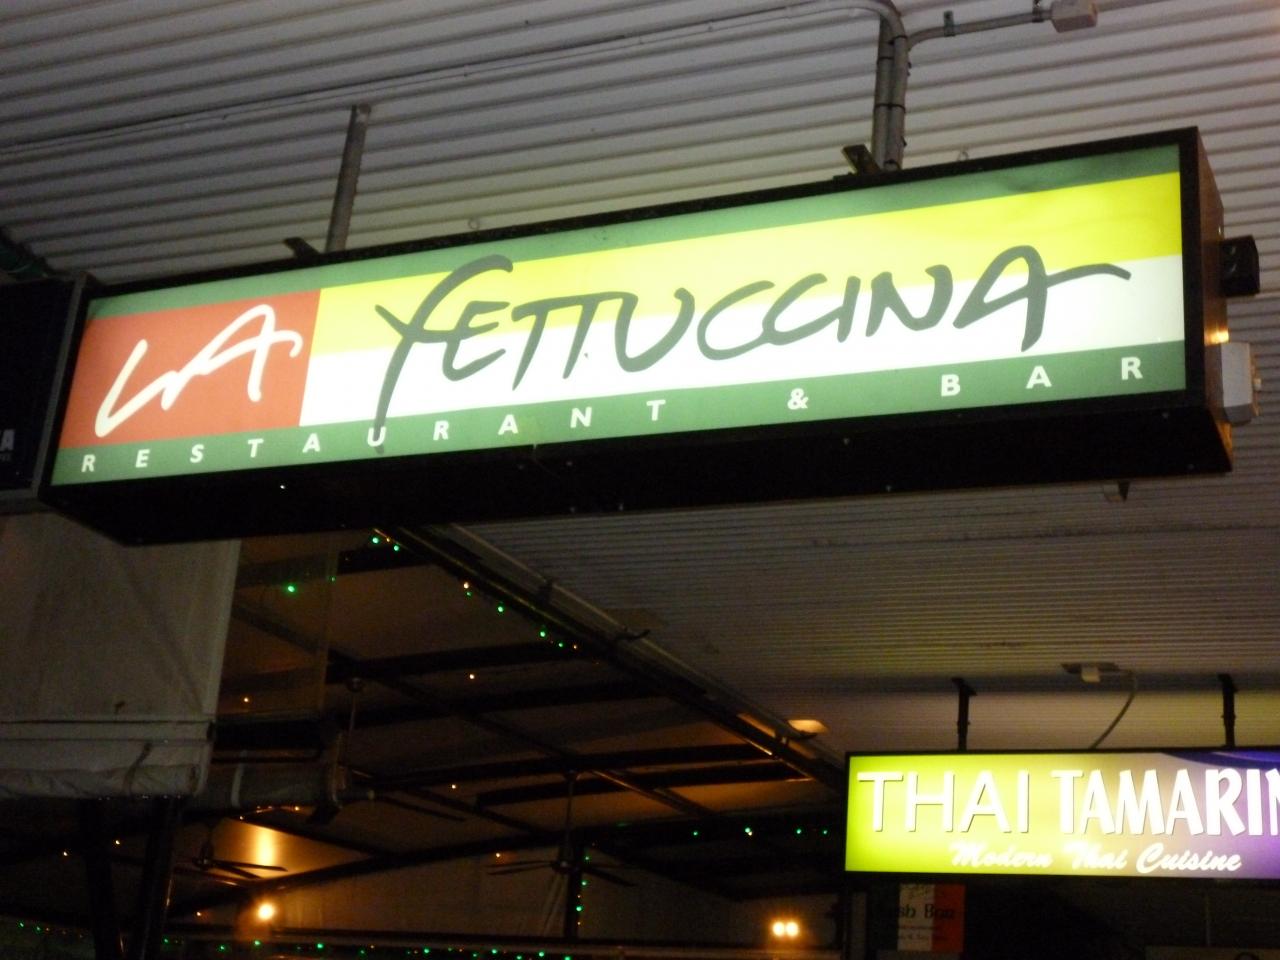 LA FETTUCCINA
RESTAURANT & BAR
THAI TAMARIN
Modern Thai Cuisine